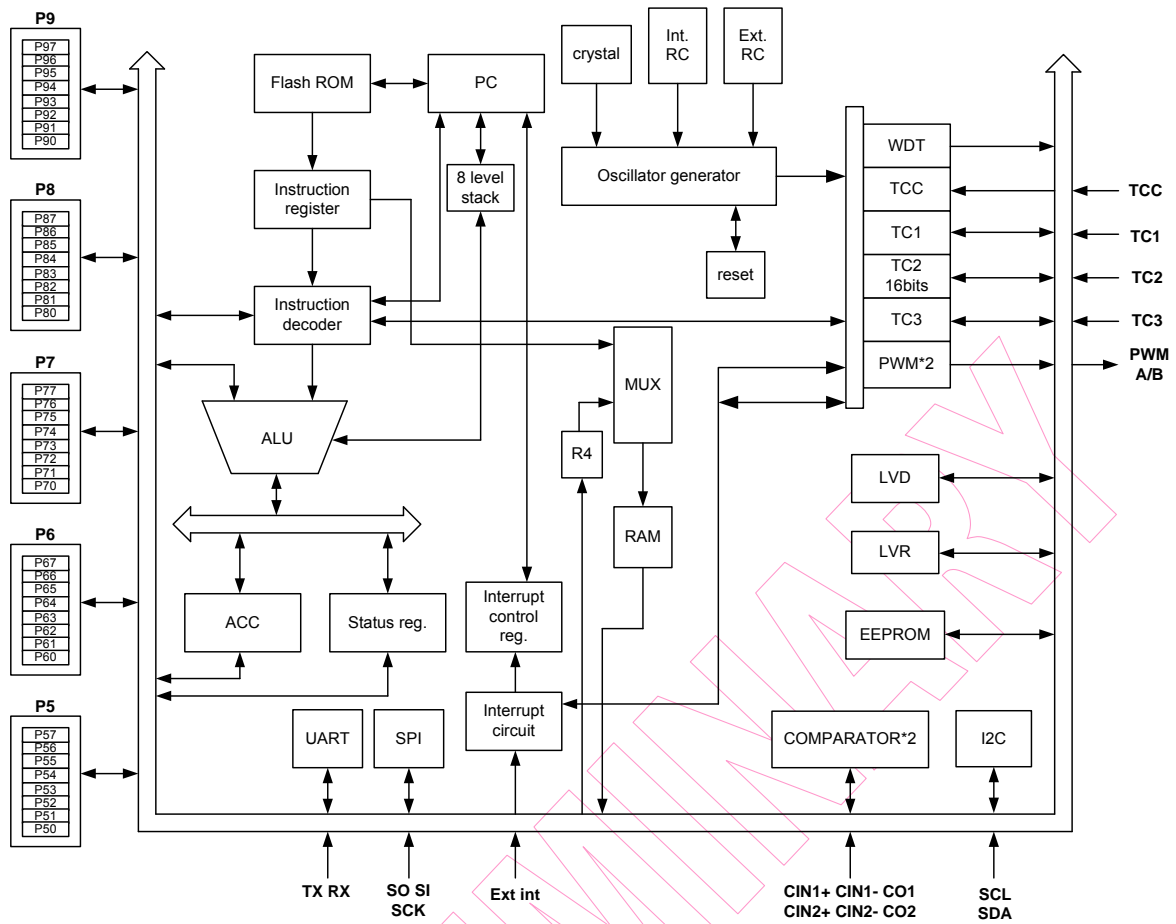 P9
P97
P96
P95
P94
P93
P92
P91
P90
P8
P87
P86
P85
P84
P83
P82
P81
P80
P7
P77
P76
P75
P74
P73
P72
P71
P70
P6
P67
P66
P65
P64
P63
P62
P61
P60
P5
P57
P56
P55
P54
P53
P52
P51
P50
Flash ROM
PC
Instruction
register
8 level
stack
Instruction
decoder
ALU
ACC
Status reg.
Interrupt
control
reg.
Interrupt
circuit
UART
SPI
crystal
Int.
RC
Ext.
RC
Oscillator generator
reset
MUX
R4
RAM
WDT
TCC
TC1
TC2
16bits
TC3
PWM*2
LVD
LVR
EEPROM
COMPARATOR*2
I2C
TCC
TC1
TC2
TC3
PWM
A/B
TX RX
SO SI
SCK
Ext int
CIN1+ CIN1- CO1
CIN2+ CIN2- CO2
SCL
SDA